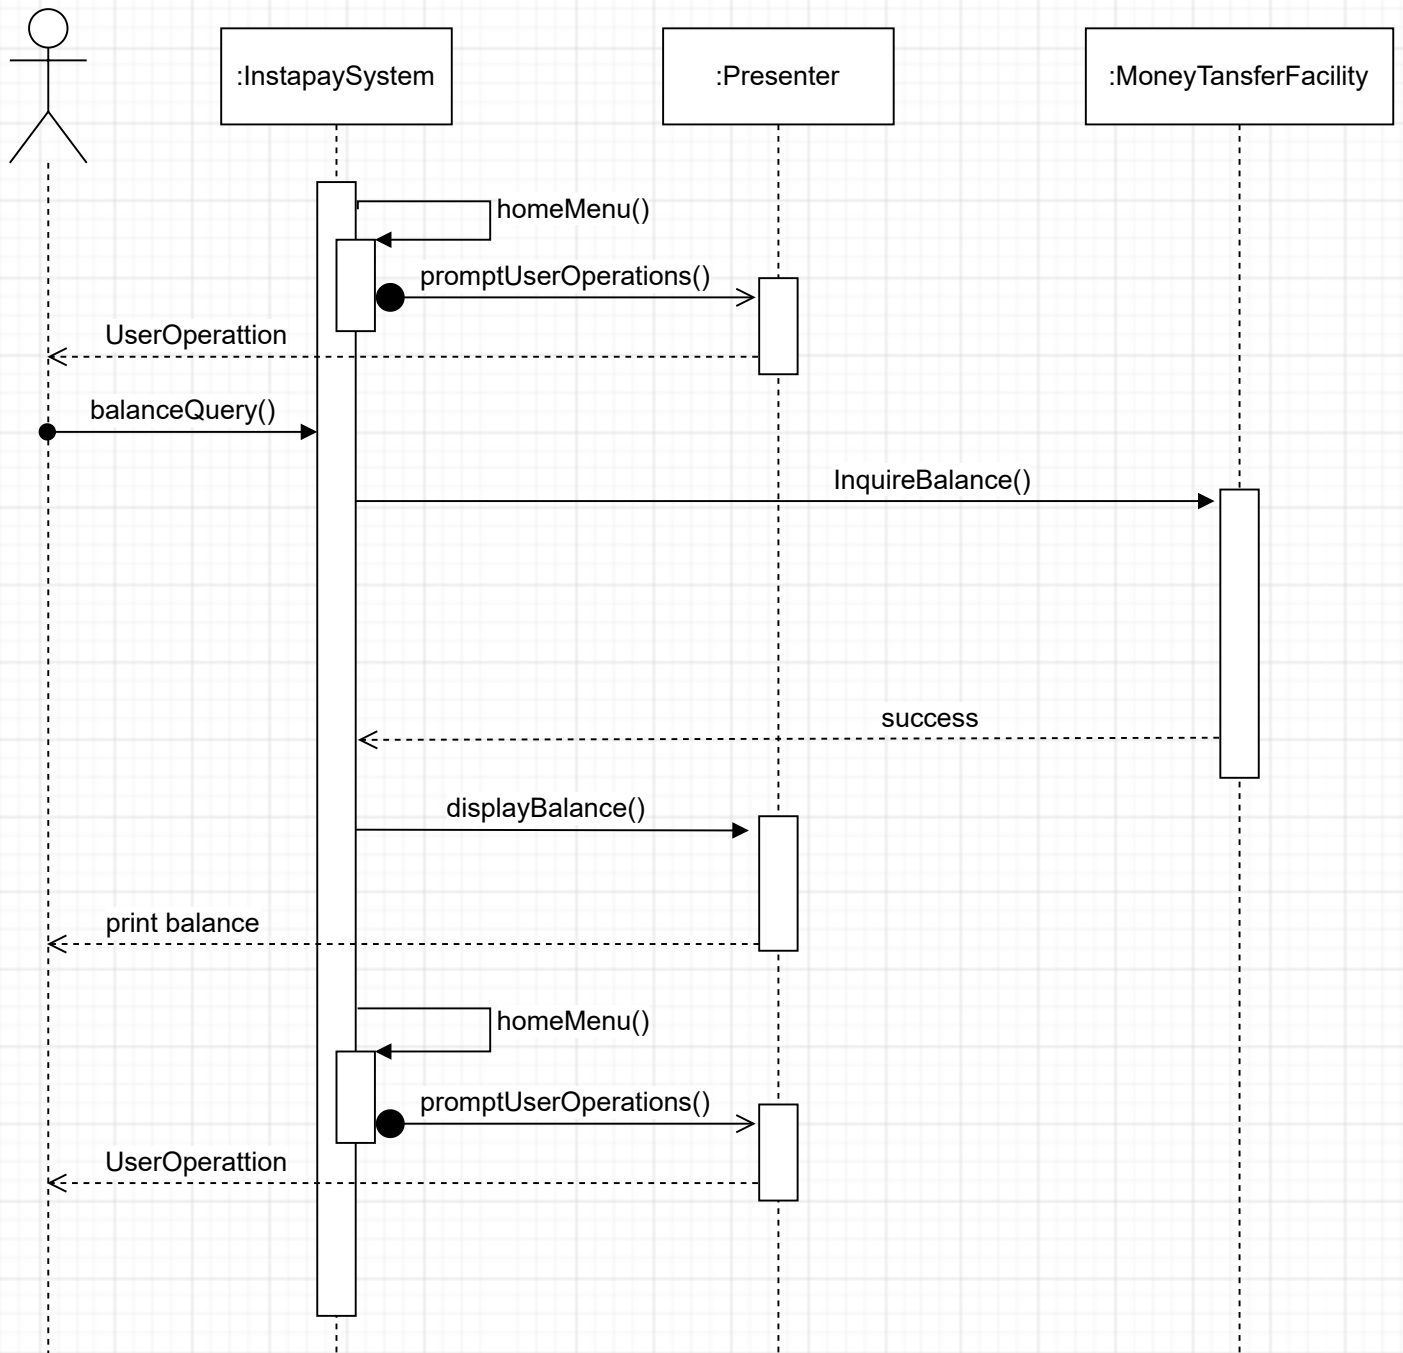 :InstapaySystem
:Presenter
:MoneyTansferFacility
homeMenu()
promptUserOperations()
UserOperattion
balanceQuery()
InquireBalance()
success
displayBalance()
print balance
homeMenu()
promptUserOperations()
UserOperattion